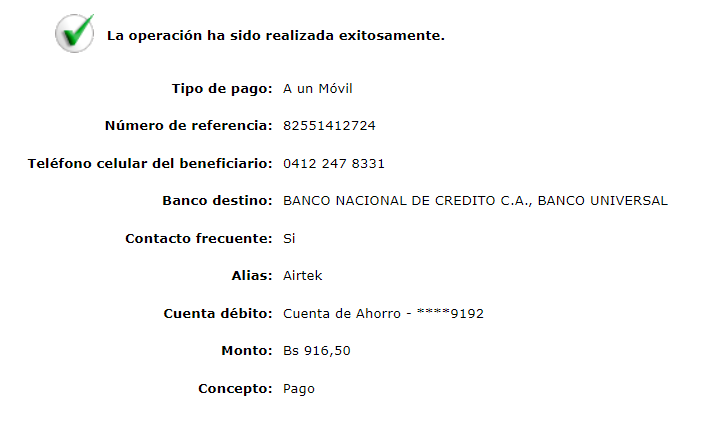 La operación ha sido realizada exitosamente.
Tipo de pago: A un Móvil
Número de referencia: 82551412724
Teléfono celular del beneficiario: 0412 247 8331
Banco destino: BANCO NACIONAL DE CREDITO C.A., BANCO UNIVERSAL
Contacto frecuente: Si
Alias: Airtek
Cuenta débito: Cuenta de Ahorro - ****9192
Monto: Bs 916,50
Concepto: Pago